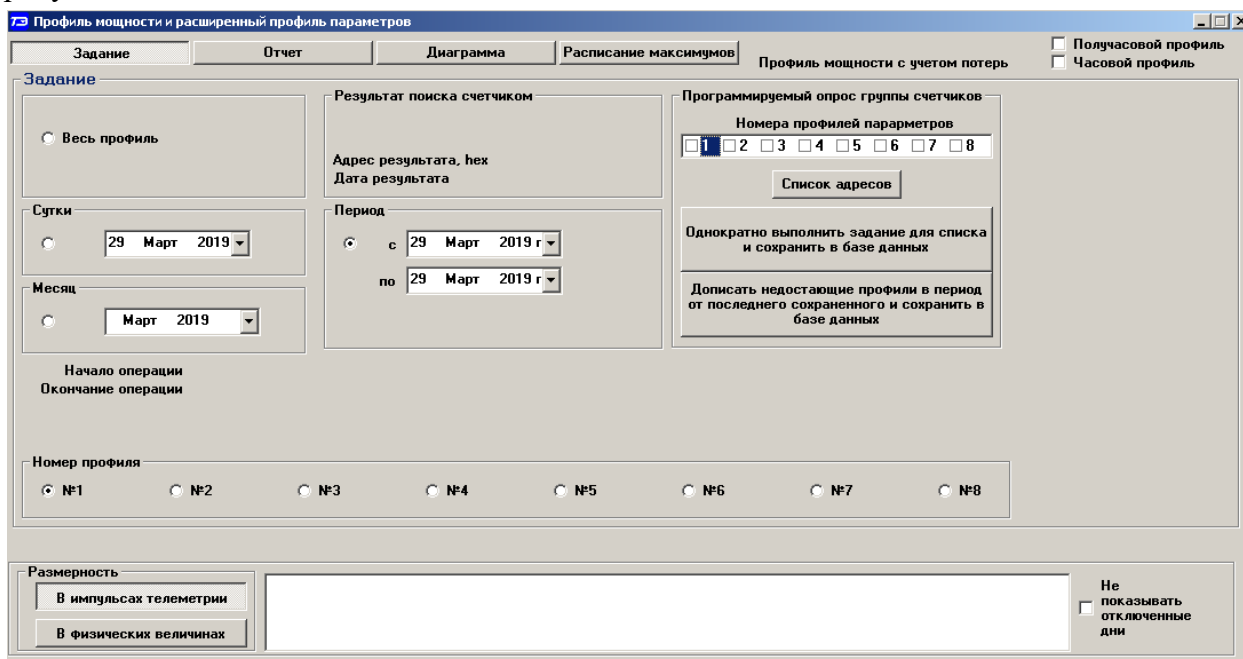 ТЭ Профиль мощности и расширенный профиль параметров
Задание
Отчет
Диаграмма
Расписание максимумов
Профиль мощности с учетом потерь
Получасовой профиль
Часовой профиль
Задание
Весь профиль
Результат поиска счетчиком
Адрес результата, hex
Дата результата
Программируемый опрос группы счетчиков
Номера профилей парарметров
1 2 3 4 5 6 7 8
Список адресов
Однократно выполнить задание для списка
и сохранить в базе данных
Дописать недостающие профили в период
от последнего сохраненного и сохранить в
базе данных
Сутки
29 Март 2019
Период
с 29 Март 2019 г
по 29 Март 2019 г
Месяц
Март 2019
Начало операции
Окончание операции
Номер профиля
№1 №2 №3 №4 №5 №6 №7 №8
Размерность
В импульсах телеметрии
В физических величинах
Не
показывать
отключенные
дни